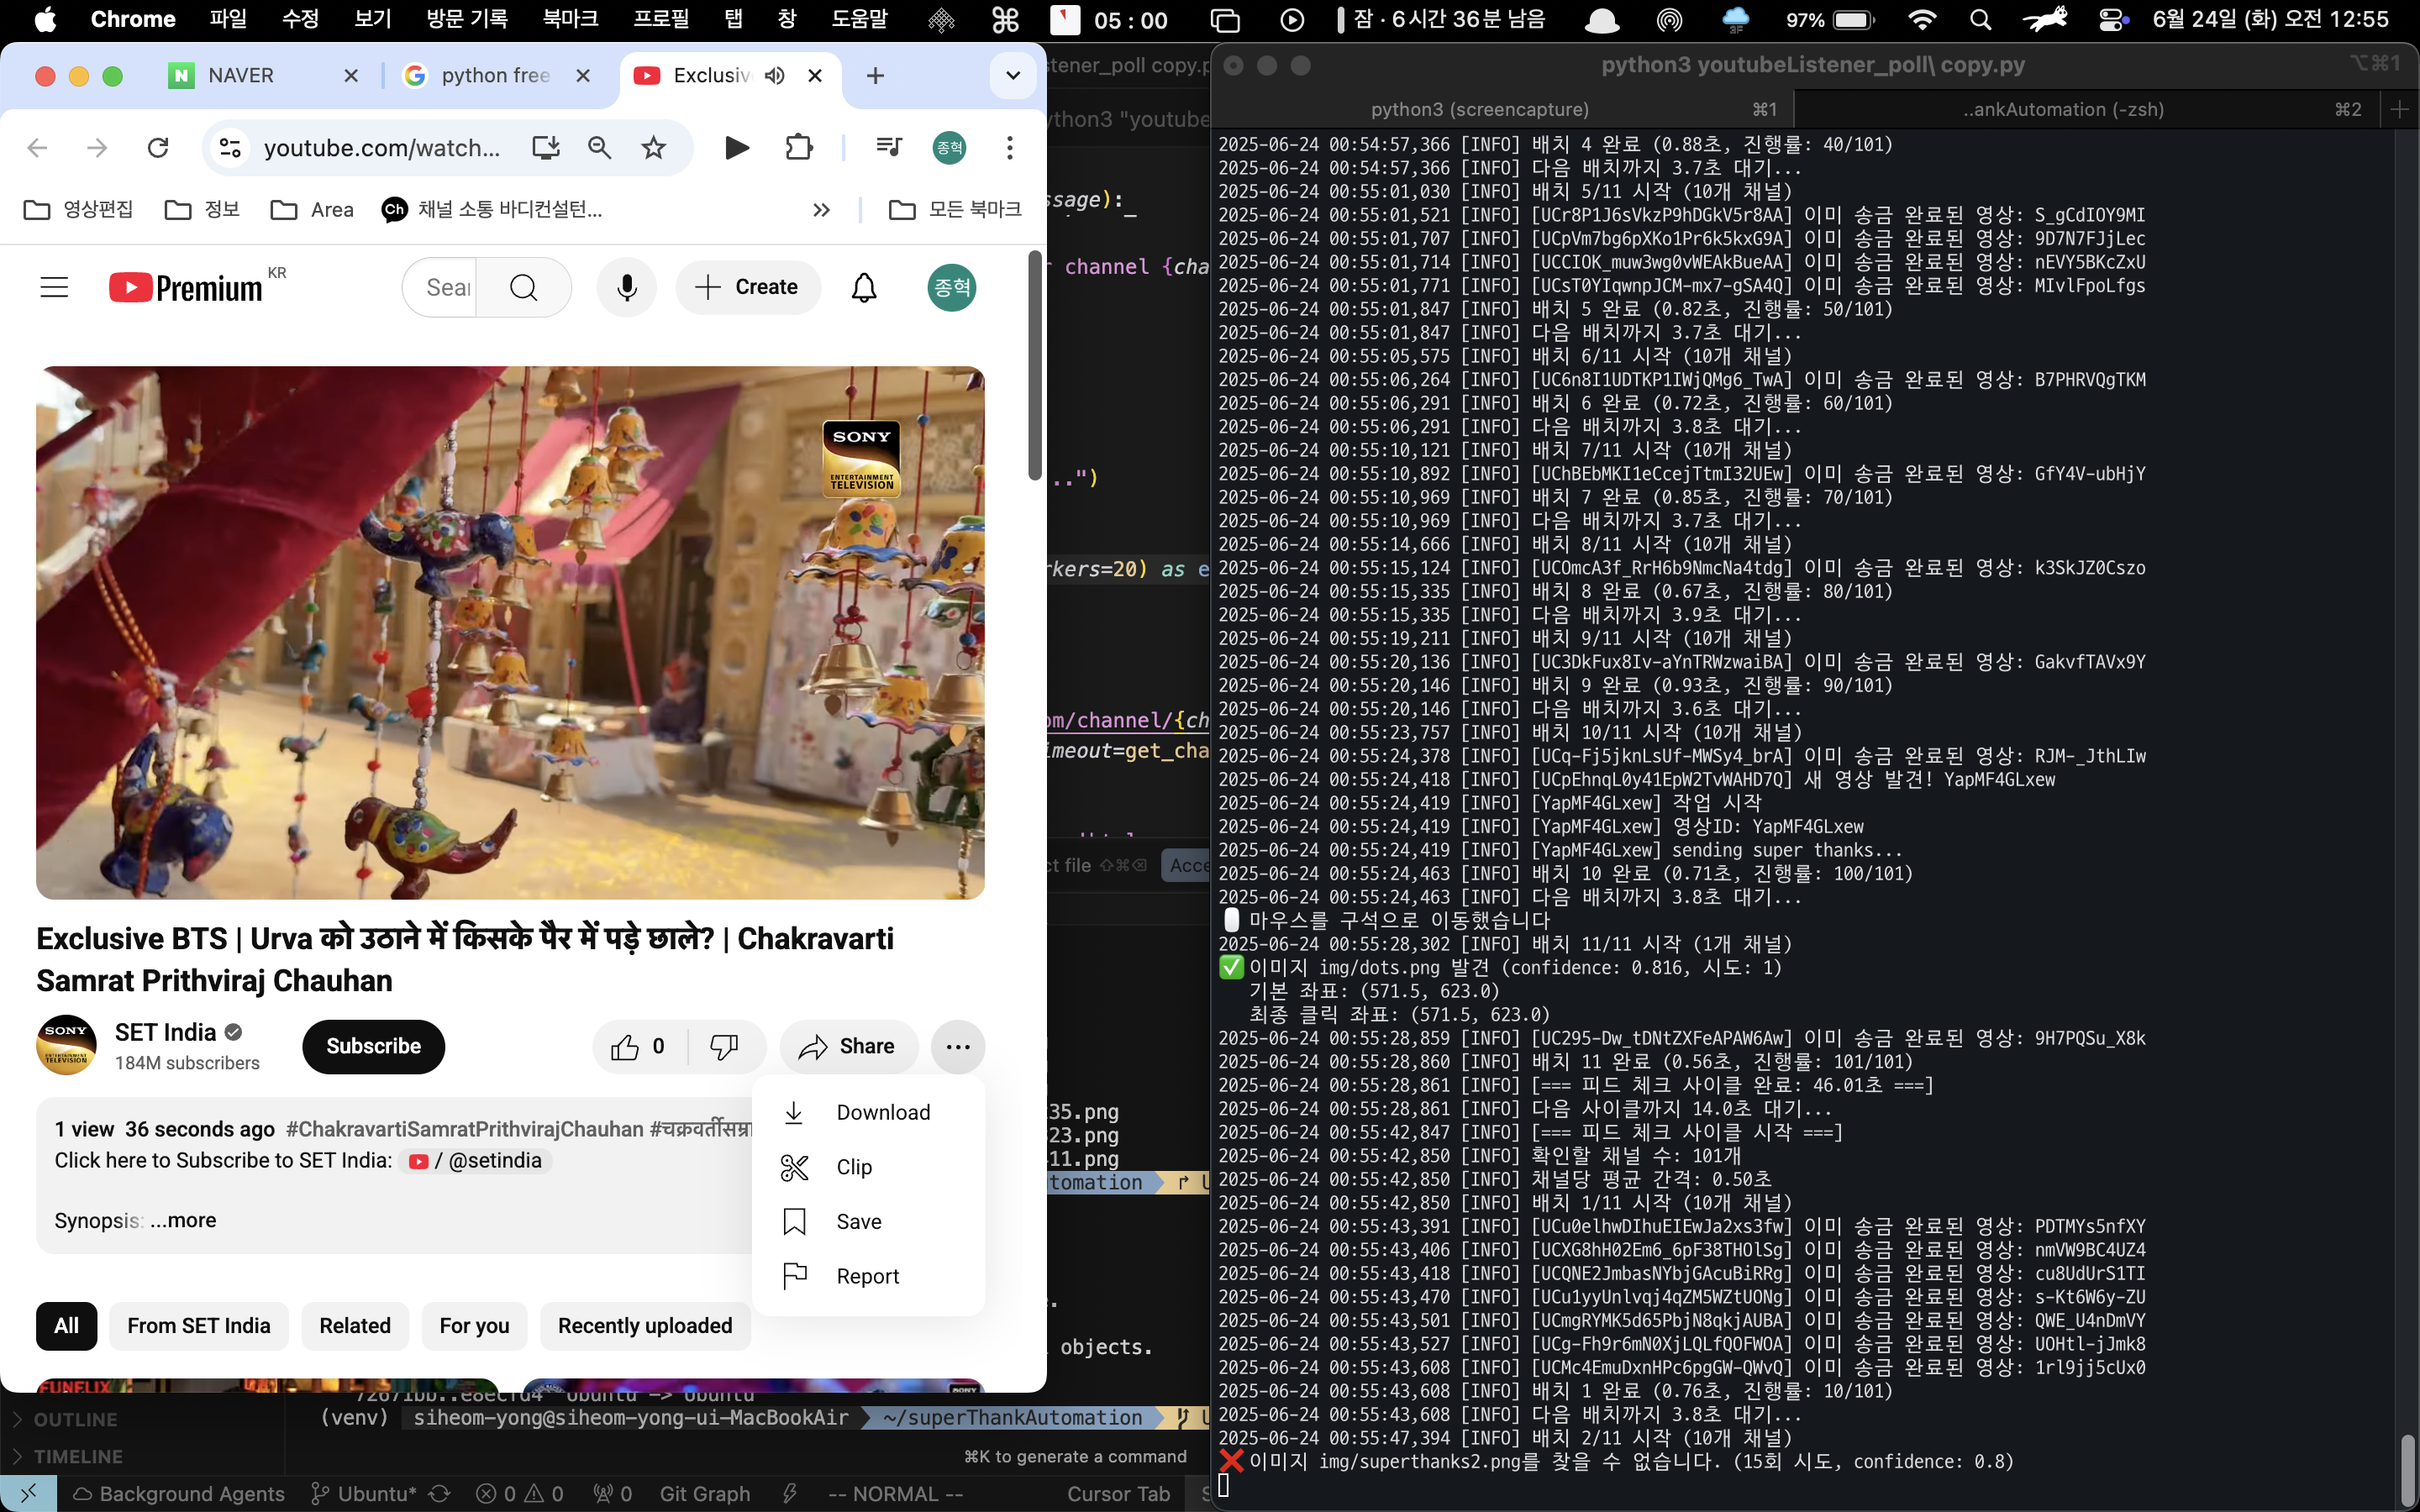 Chrome 파일 수정 보기 방문 기록 북마크 프로필 탭 창 도움말 05 : 00 잠 · 6시간 36분 남음 3F 97% 6월 24일 (화) 오전 12:55
N NAVER
python free
Exclusiv
youtube.com/watch...
종혁
영상편집 정보 Area Ch 채널 소통 바디컨설턴... 모든 북마크
Premium KR
Sear
Create
종혁
SONY
ENTERTAINMENT
TELEVISION
Exclusive BTS | Urva को उठाने में किसके पैर में पड़े छाले? | Chakravarti
Samrat Prithviraj Chauhan
SONY
ENTERTAINMENT
TELEVISION
SET India
184M subscribers
Subscribe
0
Share
Download
Clip
Save
Report
1 view 36 seconds ago #ChakravartiSamratPrithvirajChauhan #चक्रवर्तीसम्रा
Click here to Subscribe to SET India: / @setindia
Synopsis: ...more
All From SET India Related For you Recently uploaded
FUNFLIX
SONY
stener_poll copy.p
ython3 "youtube
ssage):
r channel {cha
..")
rkers=20) as e
om/channel/{ch
imeout=get_cha
ct file ⇧⌘⌫ Acce
35.png
23.png
11.png
tomation
objects.
72671bb..e8ecfd4 Ubuntu -> Ubuntu
(venv) siheom-yong@siheom-yong-ui-MacBookAir ~/superThankAutomation
⌘K to generate a command
OUTLINE
TIMELINE
Background Agents Ubuntu* 0 0 0 Git Graph -- NORMAL -- Cursor Tab
python3 youtubeListener_poll\ copy.py ⌥⌘1
python3 (screencapture) ⌘1 ..ankAutomation (-zsh) ⌘2
2025-06-24 00:54:57,366 [INFO] 배치 4 완료 (0.88초, 진행률: 40/101)
2025-06-24 00:54:57,366 [INFO] 다음 배치까지 3.7초 대기...
2025-06-24 00:55:01,030 [INFO] 배치 5/11 시작 (10개 채널)
2025-06-24 00:55:01,521 [INFO] [UCr8P1J6sVkzP9hDGkV5r8AA] 이미 송금 완료된 영상: S_gCdIOY9MI
2025-06-24 00:55:01,707 [INFO] [UCpVm7bg6pXKo1Pr6k5kxG9A] 이미 송금 완료된 영상: 9D7N7FJjLec
2025-06-24 00:55:01,714 [INFO] [UCCIOK_muw3wg0vWEAkBueAA] 이미 송금 완료된 영상: nEVY5BKcZxU
2025-06-24 00:55:01,771 [INFO] [UCsT0YIqwnpJCM-mx7-gSA4Q] 이미 송금 완료된 영상: MIvlFpoLfgs
2025-06-24 00:55:01,847 [INFO] 배치 5 완료 (0.82초, 진행률: 50/101)
2025-06-24 00:55:01,847 [INFO] 다음 배치까지 3.7초 대기...
2025-06-24 00:55:05,575 [INFO] 배치 6/11 시작 (10개 채널)
2025-06-24 00:55:06,264 [INFO] [UC6n8I1UDTKP1IWjQMg6_TwA] 이미 송금 완료된 영상: B7PHRVQgTKM
2025-06-24 00:55:06,291 [INFO] 배치 6 완료 (0.72초, 진행률: 60/101)
2025-06-24 00:55:06,291 [INFO] 다음 배치까지 3.8초 대기...
2025-06-24 00:55:10,121 [INFO] 배치 7/11 시작 (10개 채널)
2025-06-24 00:55:10,892 [INFO] [UChBEbMKI1eCcejTtmI32UEw] 이미 송금 완료된 영상: GfY4V-ubHjY
2025-06-24 00:55:10,969 [INFO] 배치 7 완료 (0.85초, 진행률: 70/101)
2025-06-24 00:55:10,969 [INFO] 다음 배치까지 3.7초 대기...
2025-06-24 00:55:14,666 [INFO] 배치 8/11 시작 (10개 채널)
2025-06-24 00:55:15,124 [INFO] [UCOmcA3f_RrH6b9NmcNa4tdg] 이미 송금 완료된 영상: k3SkJZ0Cszo
2025-06-24 00:55:15,335 [INFO] 배치 8 완료 (0.67초, 진행률: 80/101)
2025-06-24 00:55:15,335 [INFO] 다음 배치까지 3.9초 대기...
2025-06-24 00:55:19,211 [INFO] 배치 9/11 시작 (10개 채널)
2025-06-24 00:55:20,136 [INFO] [UC3DkFux8Iv-aYnTRWzwaiBA] 이미 송금 완료된 영상: GakvfTAVx9Y
2025-06-24 00:55:20,146 [INFO] 배치 9 완료 (0.93초, 진행률: 90/101)
2025-06-24 00:55:20,146 [INFO] 다음 배치까지 3.6초 대기...
2025-06-24 00:55:23,757 [INFO] 배치 10/11 시작 (10개 채널)
2025-06-24 00:55:24,378 [INFO] [UCq-Fj5jknLsUf-MWSy4_brA] 이미 송금 완료된 영상: RJM-_JthLIw
2025-06-24 00:55:24,418 [INFO] [UCpEhnqL0y41EpW2TvWAHD7Q] 새 영상 발견! YapMF4GLxew
2025-06-24 00:55:24,419 [INFO] [YapMF4GLxew] 작업 시작
2025-06-24 00:55:24,419 [INFO] [YapMF4GLxew] 영상ID: YapMF4GLxew
2025-06-24 00:55:24,419 [INFO] [YapMF4GLxew] sending super thanks...
2025-06-24 00:55:24,463 [INFO] 배치 10 완료 (0.71초, 진행률: 100/101)
2025-06-24 00:55:24,463 [INFO] 다음 배치까지 3.8초 대기...
마우스를 구석으로 이동했습니다
2025-06-24 00:55:28,302 [INFO] 배치 11/11 시작 (1개 채널)
✅ 이미지 img/dots.png 발견 (confidence: 0.816, 시도: 1)
기본 좌표: (571.5, 623.0)
최종 클릭 좌표: (571.5, 623.0)
2025-06-24 00:55:28,859 [INFO] [UC295-Dw_tDNtZXFeAPAW6Aw] 이미 송금 완료된 영상: 9H7PQSu_X8k
2025-06-24 00:55:28,860 [INFO] 배치 11 완료 (0.56초, 진행률: 101/101)
2025-06-24 00:55:28,861 [INFO] [=== 피드 체크 사이클 완료: 46.01초 ===]
2025-06-24 00:55:28,861 [INFO] 다음 사이클까지 14.0초 대기...
2025-06-24 00:55:42,847 [INFO] [=== 피드 체크 사이클 시작 ===]
2025-06-24 00:55:42,850 [INFO] 확인할 채널 수: 101개
2025-06-24 00:55:42,850 [INFO] 채널당 평균 간격: 0.50초
2025-06-24 00:55:42,850 [INFO] 배치 1/11 시작 (10개 채널)
2025-06-24 00:55:43,391 [INFO] [UCu0elhwDIhuEIEwJa2xs3fw] 이미 송금 완료된 영상: PDTMYs5nfXY
2025-06-24 00:55:43,406 [INFO] [UCXG8hH02Em6_6pF38THOlSg] 이미 송금 완료된 영상: nmVW9BC4UZ4
2025-06-24 00:55:43,418 [INFO] [UCQNE2JmbasNYbjGAcuBiRRg] 이미 송금 완료된 영상: cu8UdUrS1TI
2025-06-24 00:55:43,470 [INFO] [UCu1yyUnlvqj4qZM5WZtUONg] 이미 송금 완료된 영상: s-Kt6W6y-ZU
2025-06-24 00:55:43,501 [INFO] [UCmgRYMK5d65PbjN8qkjAUBA] 이미 송금 완료된 영상: QWE_U4nDmVY
2025-06-24 00:55:43,527 [INFO] [UCg-Fh9r6mN0XjLQLfQOFWOA] 이미 송금 완료된 영상: UOHtl-jJmk8
2025-06-24 00:55:43,608 [INFO] [UCMc4EmuDxnHPc6pgGW-QWvQ] 이미 송금 완료된 영상: 1rl9jj5cUx0
2025-06-24 00:55:43,608 [INFO] 배치 1 완료 (0.76초, 진행률: 10/101)
2025-06-24 00:55:43,608 [INFO] 다음 배치까지 3.8초 대기...
2025-06-24 00:55:47,394 [INFO] 배치 2/11 시작 (10개 채널)
❌ 이미지 img/superthanks2.png를 찾을 수 없습니다. (15회 시도, confidence: 0.8)